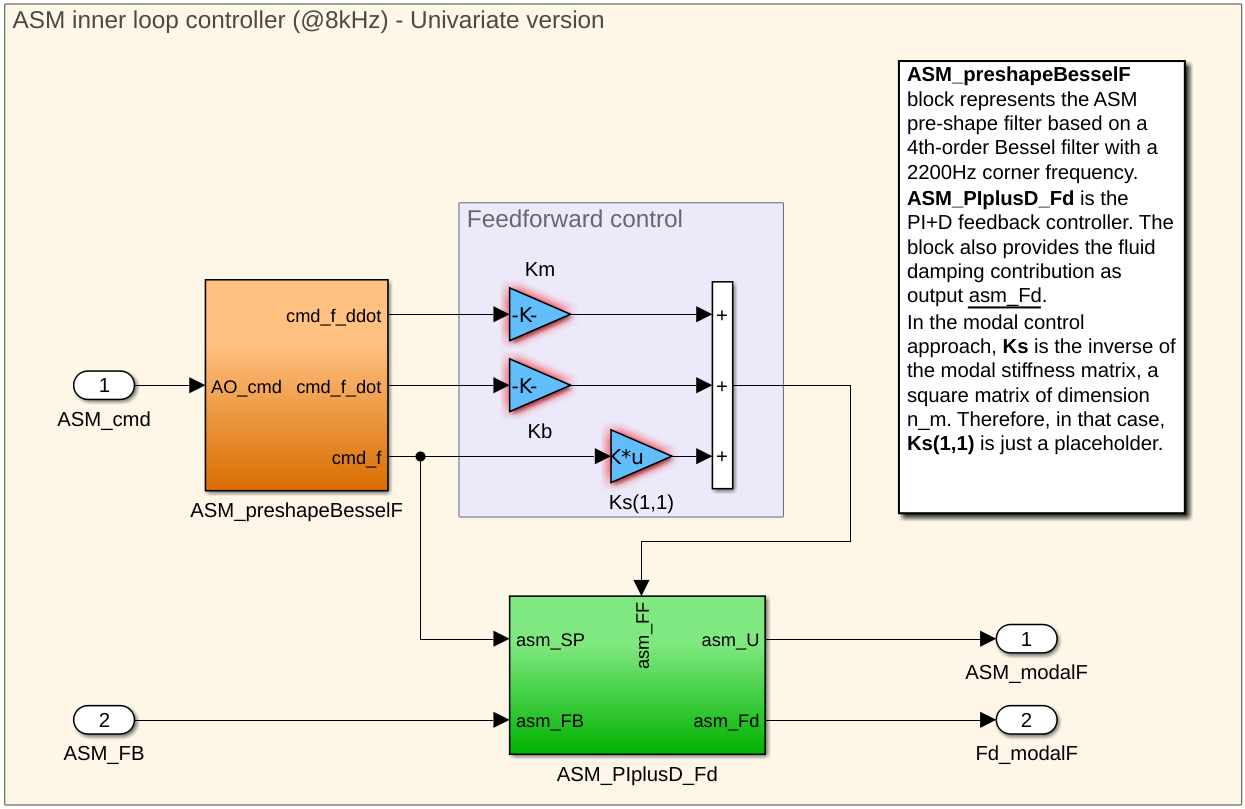 ASM inner loop controller (@8kHz) - Univariate version
ASM_preshapeBesselF
block represents the ASM
pre-shape filter based on a
4th-order Bessel filter with a
2200Hz corner frequency.
ASM_PIplusD_Fd is the
PI+D feedback controller. The
block also provides the fluid
damping contribution as
output asm_Fd.
In the modal control
approach, Ks is the inverse of
the modal stiffness matrix, a
square matrix of dimension
n_m. Therefore, in that case,
Ks(1,1) is just a placeholder.
Feedforward control
Km
cmd_f_ddot
-K-
+
1
AO_cmd
cmd_f_dot
-K-
+
ASM_cmd
Kb
cmd_f
K*u
+
Ks(1,1)
ASM_preshapeBesselF
asm_FF
asm_SP
asm_U
1
ASM_modalF
2
asm_FB
asm_Fd
2
ASM_FB
Fd_modalF
ASM_PIplusD_Fd